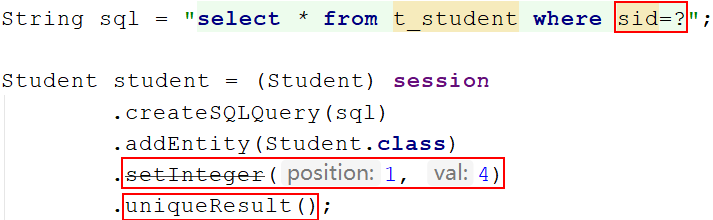 String sql = "select * from t_student where sid=?";
Student student = (Student) session
.createSQLQuery(sql)
.addEntity(Student.class)
.setInteger( position: 1, val: 4)
.uniqueResult();